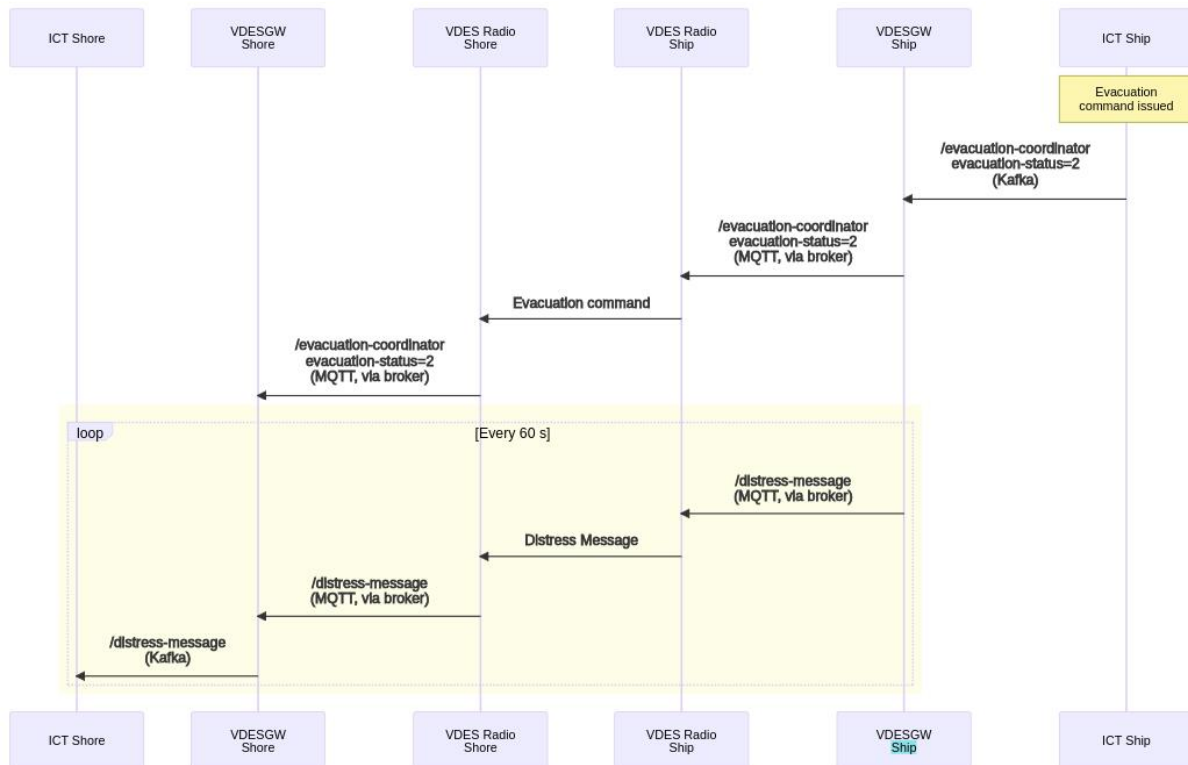 ICT Shore
VDESGW
Shore
VDES Radio
Shore
VDES Radio
Ship
VDESGW
Ship
ICT Ship
Evacuation
command issued
/evacuation-coordinator
evacuation-status=2
(Kafka)
/evacuation-coordinator
evacuation-status=2
(MQTT, via broker)
Evacuation command
/evacuation-coordinator
evacuation-status=2
(MQTT, via broker)
loop
[Every 60 s]
/distress-message
(MQTT, via broker)
Distress Message
/distress-message
(MQTT, via broker)
/distress-message
(Kafka)
ICT Shore
VDESGW
Shore
VDES Radio
Shore
VDES Radio
Ship
VDESGW
Ship
ICT Ship